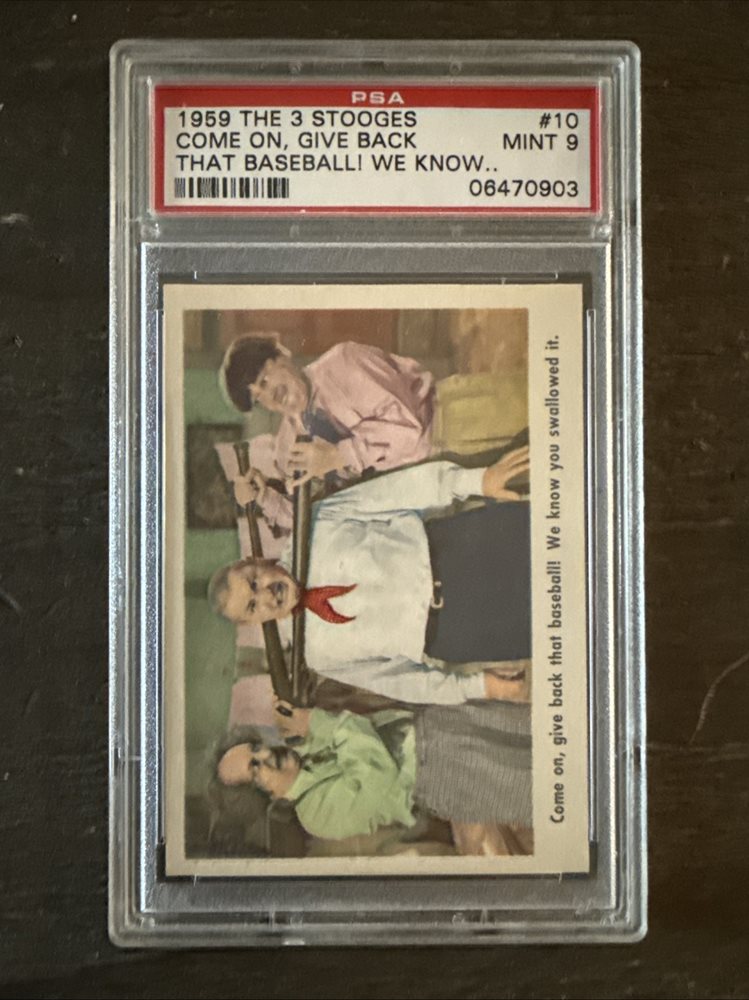 PSA
1959 THE 3 STOOGES #10
COME ON, GIVE BACK MINT 9
THAT BASEBALL! WE KNOW..
06470903
Come on, give back that baseball! We know you swallowed it.